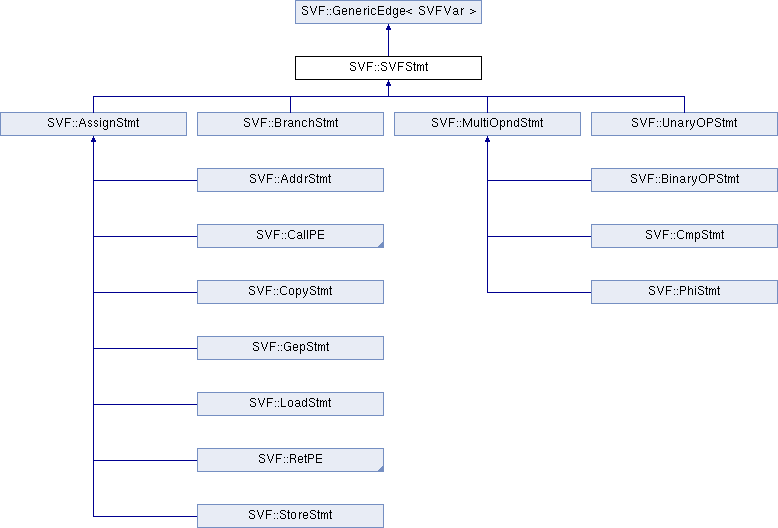 SVF::GenericEdge< SVFVar >
SVF::SVFStmt
SVF::AssignStmt
SVF::BranchStmt
SVF::MultiOpndStmt
SVF::UnaryOPStmt
SVF::AddrStmt
SVF::BinaryOPStmt
SVF::CallPE
SVF::CmpStmt
SVF::CopyStmt
SVF::PhiStmt
SVF::GepStmt
SVF::LoadStmt
SVF::RetPE
SVF::StoreStmt